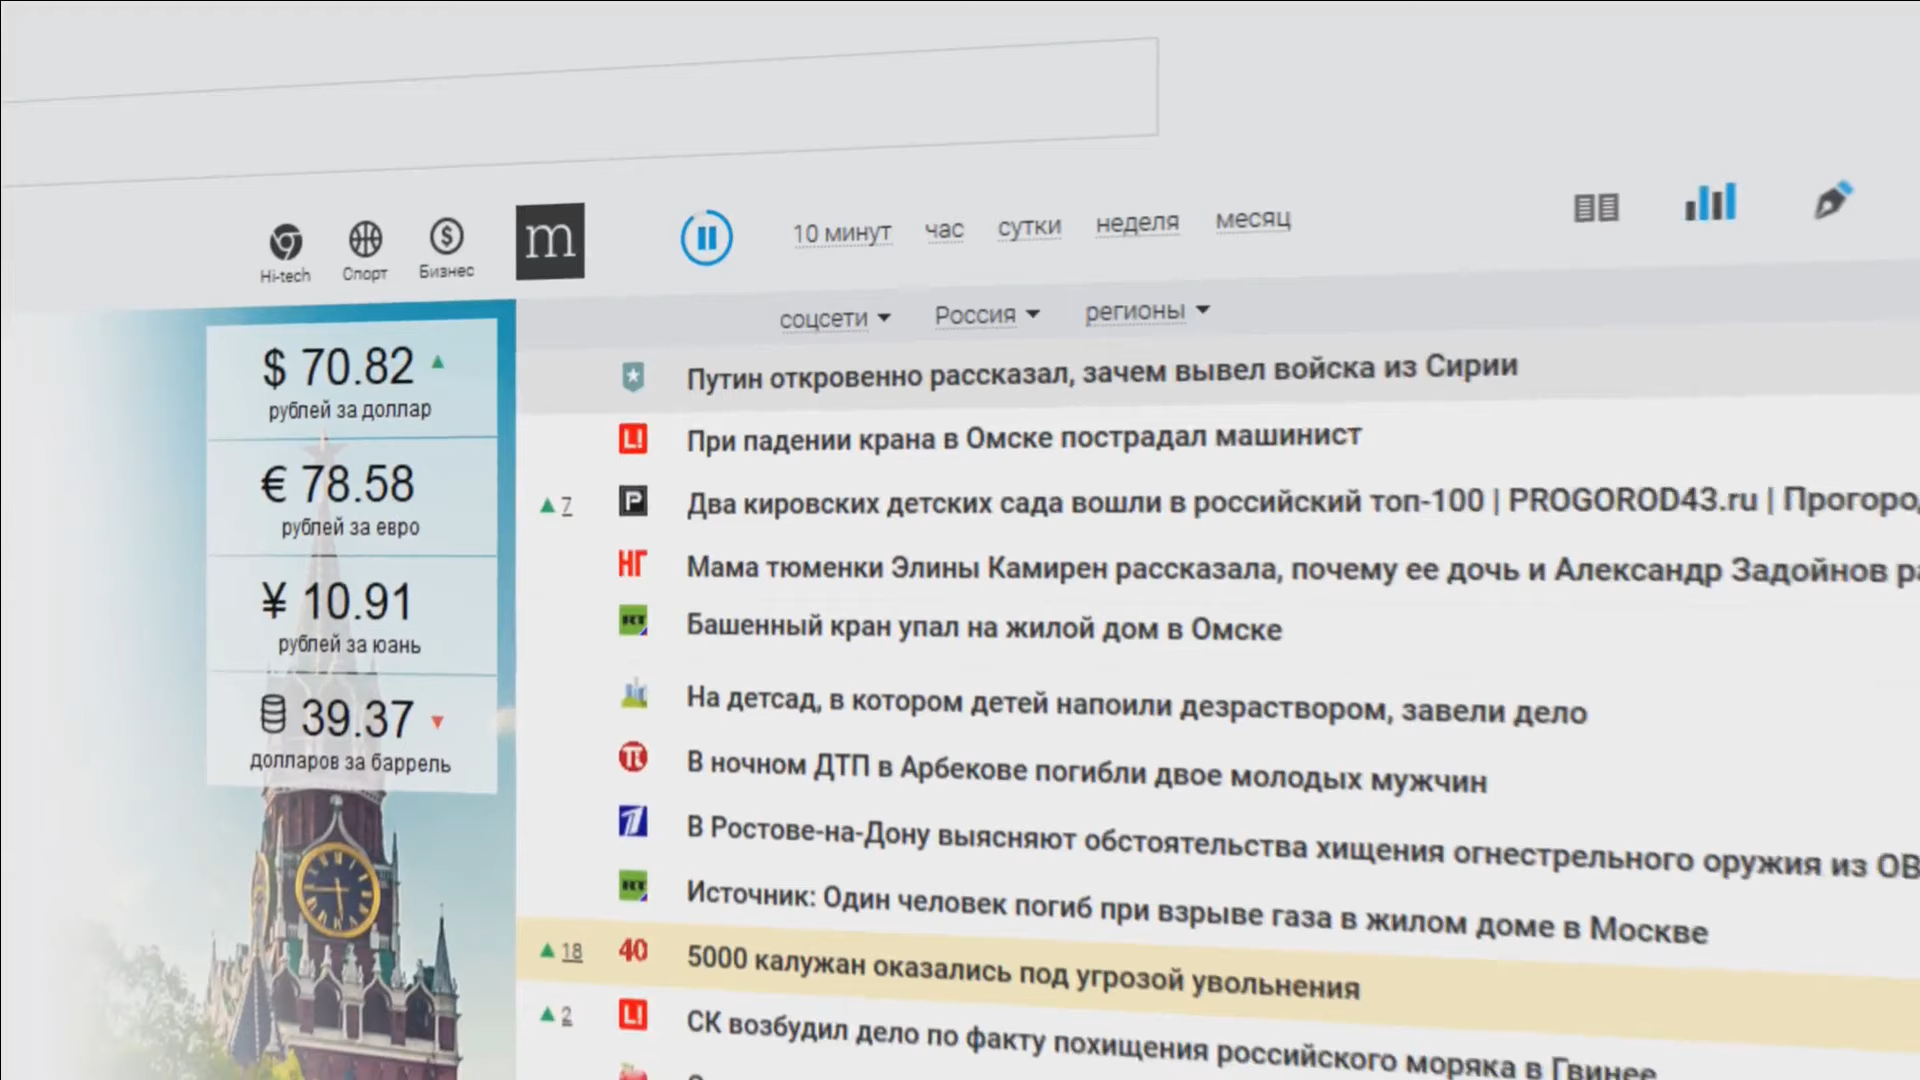 Hi-tech
Спорт
Бизнес
m
10 минут час сутки неделя месяц
соцсети Россия регионы
$ 70.82
рублей за доллар
€ 78.58
рублей за евро
¥ 10.91
рублей за юань
39.37
долларов за баррель
Путин откровенно рассказал, зачем вывел войска из Сирии
L! При падении крана в Омске пострадал машинист
7 P Два кировских детских сада вошли в российский топ-100 | PROGOROD43.ru | Прогоро
НГ Мама тюменки Элины Камирен рассказала, почему ее дочь и Александр Задойнов ра
RT Башенный кран упал на жилой дом в Омске
На детсад, в котором детей напоили дезраствором, завели дело
В ночном ДТП в Арбекове погибли двое молодых мужчин
1 В Ростове-на-Дону выясняют обстоятельства хищения огнестрельного оружия из ОВ
RT Источник: Один человек погиб при взрыве газа в жилом доме в Москве
18 40 5000 калужан оказались под угрозой увольнения
2 L! СК возбудил дело по факту похищения российского моряка в Гвинее